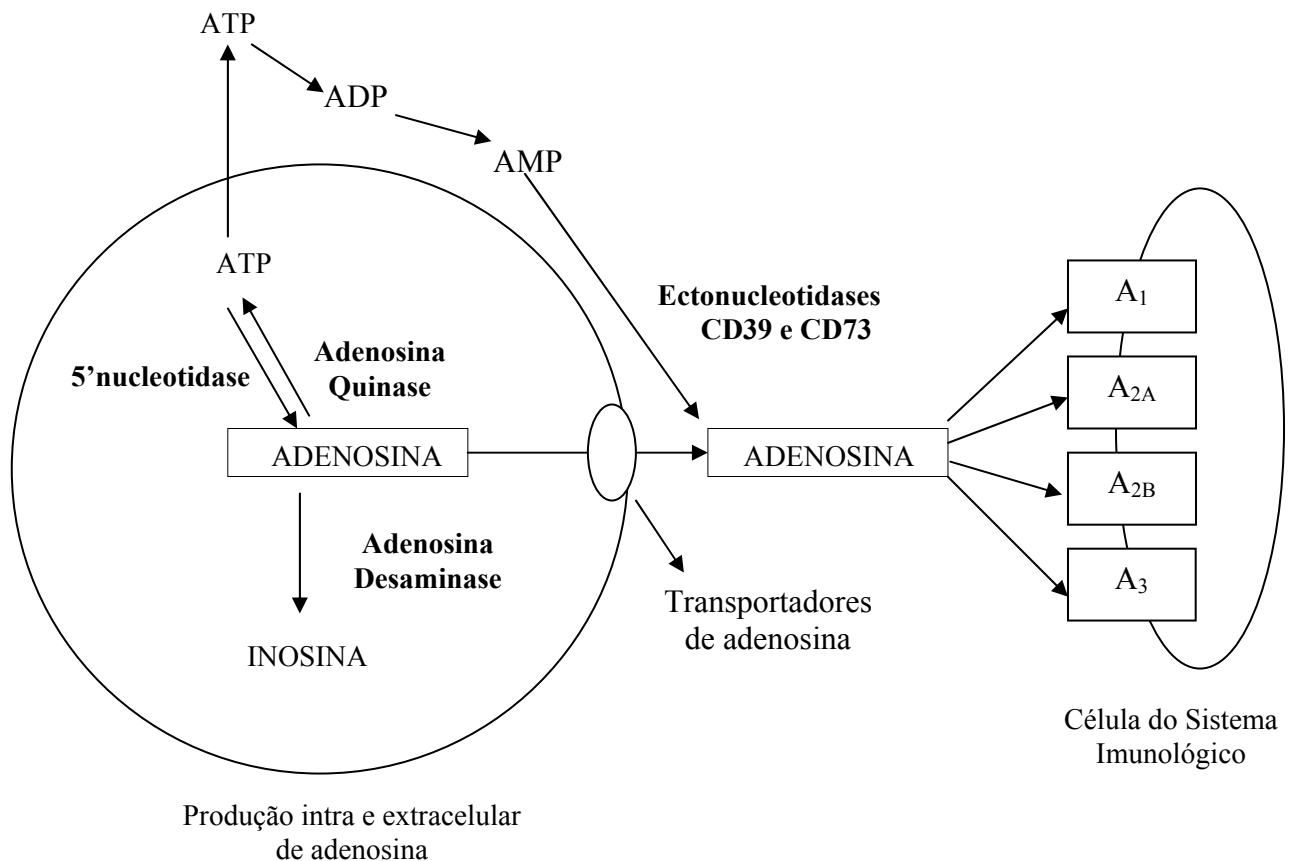 ATP
ADP
AMP
ATP
Adenosina
Quinase
5’nucleotidase
ADENOSINA
Adenosina
Desaminase
INOSINA
Ectonucleotidases
CD39 e CD73
ADENOSINA
Transportadores
de adenosina
A₁
A₂A
A₂B
A₃
Célula do Sistema
Imunológico
Produção intra e extracelular
de adenosina